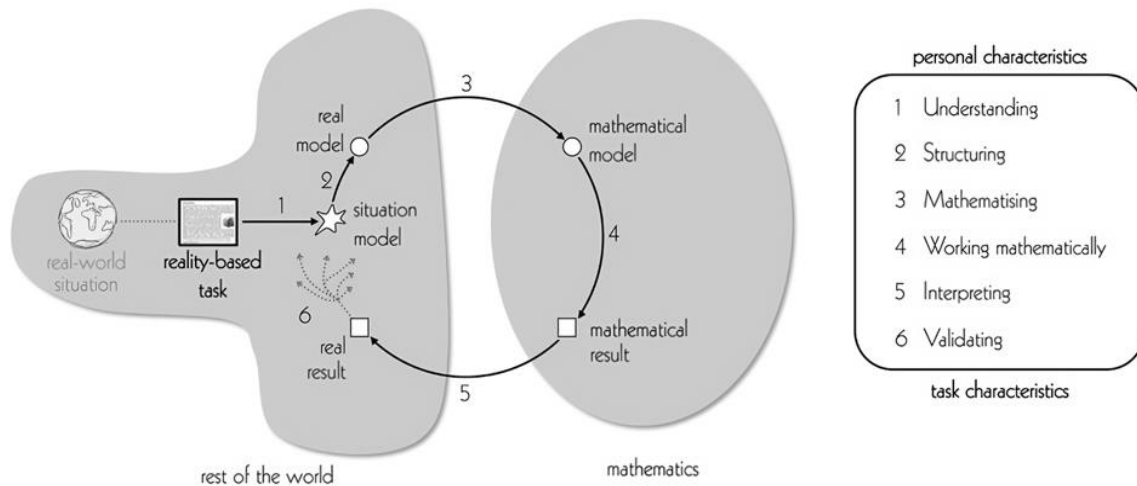 3
real
model
mathematical
model
2
1
situation
model
4
real-world
situation
reality-based
task
6
real
result
mathematical
result
5
rest of the world
mathematics
personal characteristics
1 Understanding
2 Structuring
3 Mathematising
4 Working mathematically
5 Interpreting
6 Validating
task characteristics